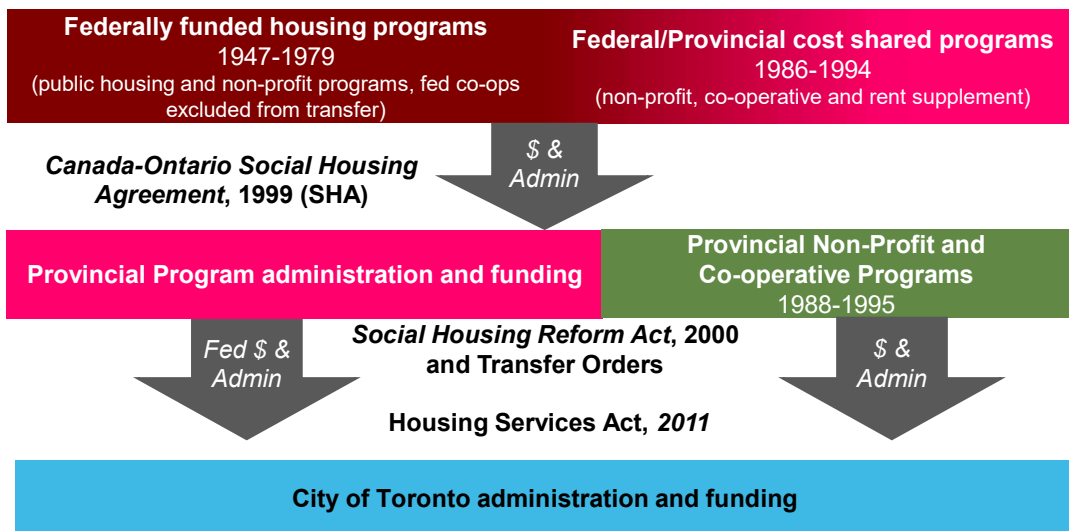 Federally funded housing programs
1947-1979
(public housing and non-profit programs, fed co-ops
excluded from transfer)
Federal/Provincial cost shared programs
1986-1994
(non-profit, co-operative and rent supplement)
Canada-Ontario Social Housing
Agreement, 1999 (SHA)
$ &
Admin
Provincial Program administration and funding
Provincial Non-Profit and
Co-operative Programs
1988-1995
Fed $ &
Admin
Social Housing Reform Act, 2000
and Transfer Orders
$ &
Admin
Housing Services Act, 2011
City of Toronto administration and funding